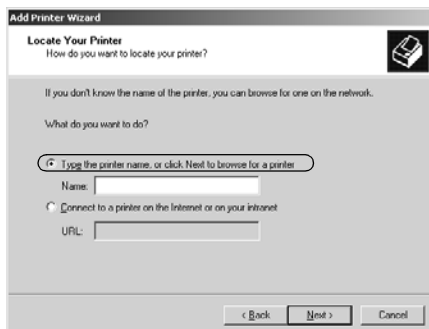 Add Printer Wizard
Locate Your Printer
How do you want to locate your printer?
If you don't know the name of the printer, you can browse for one on the network.
What do you want to do?
Type the printer name, or click Next to browse for a printer
Name:
Connect to a printer on the Internet or on your intranet
URL:
< Back
Next >
Cancel